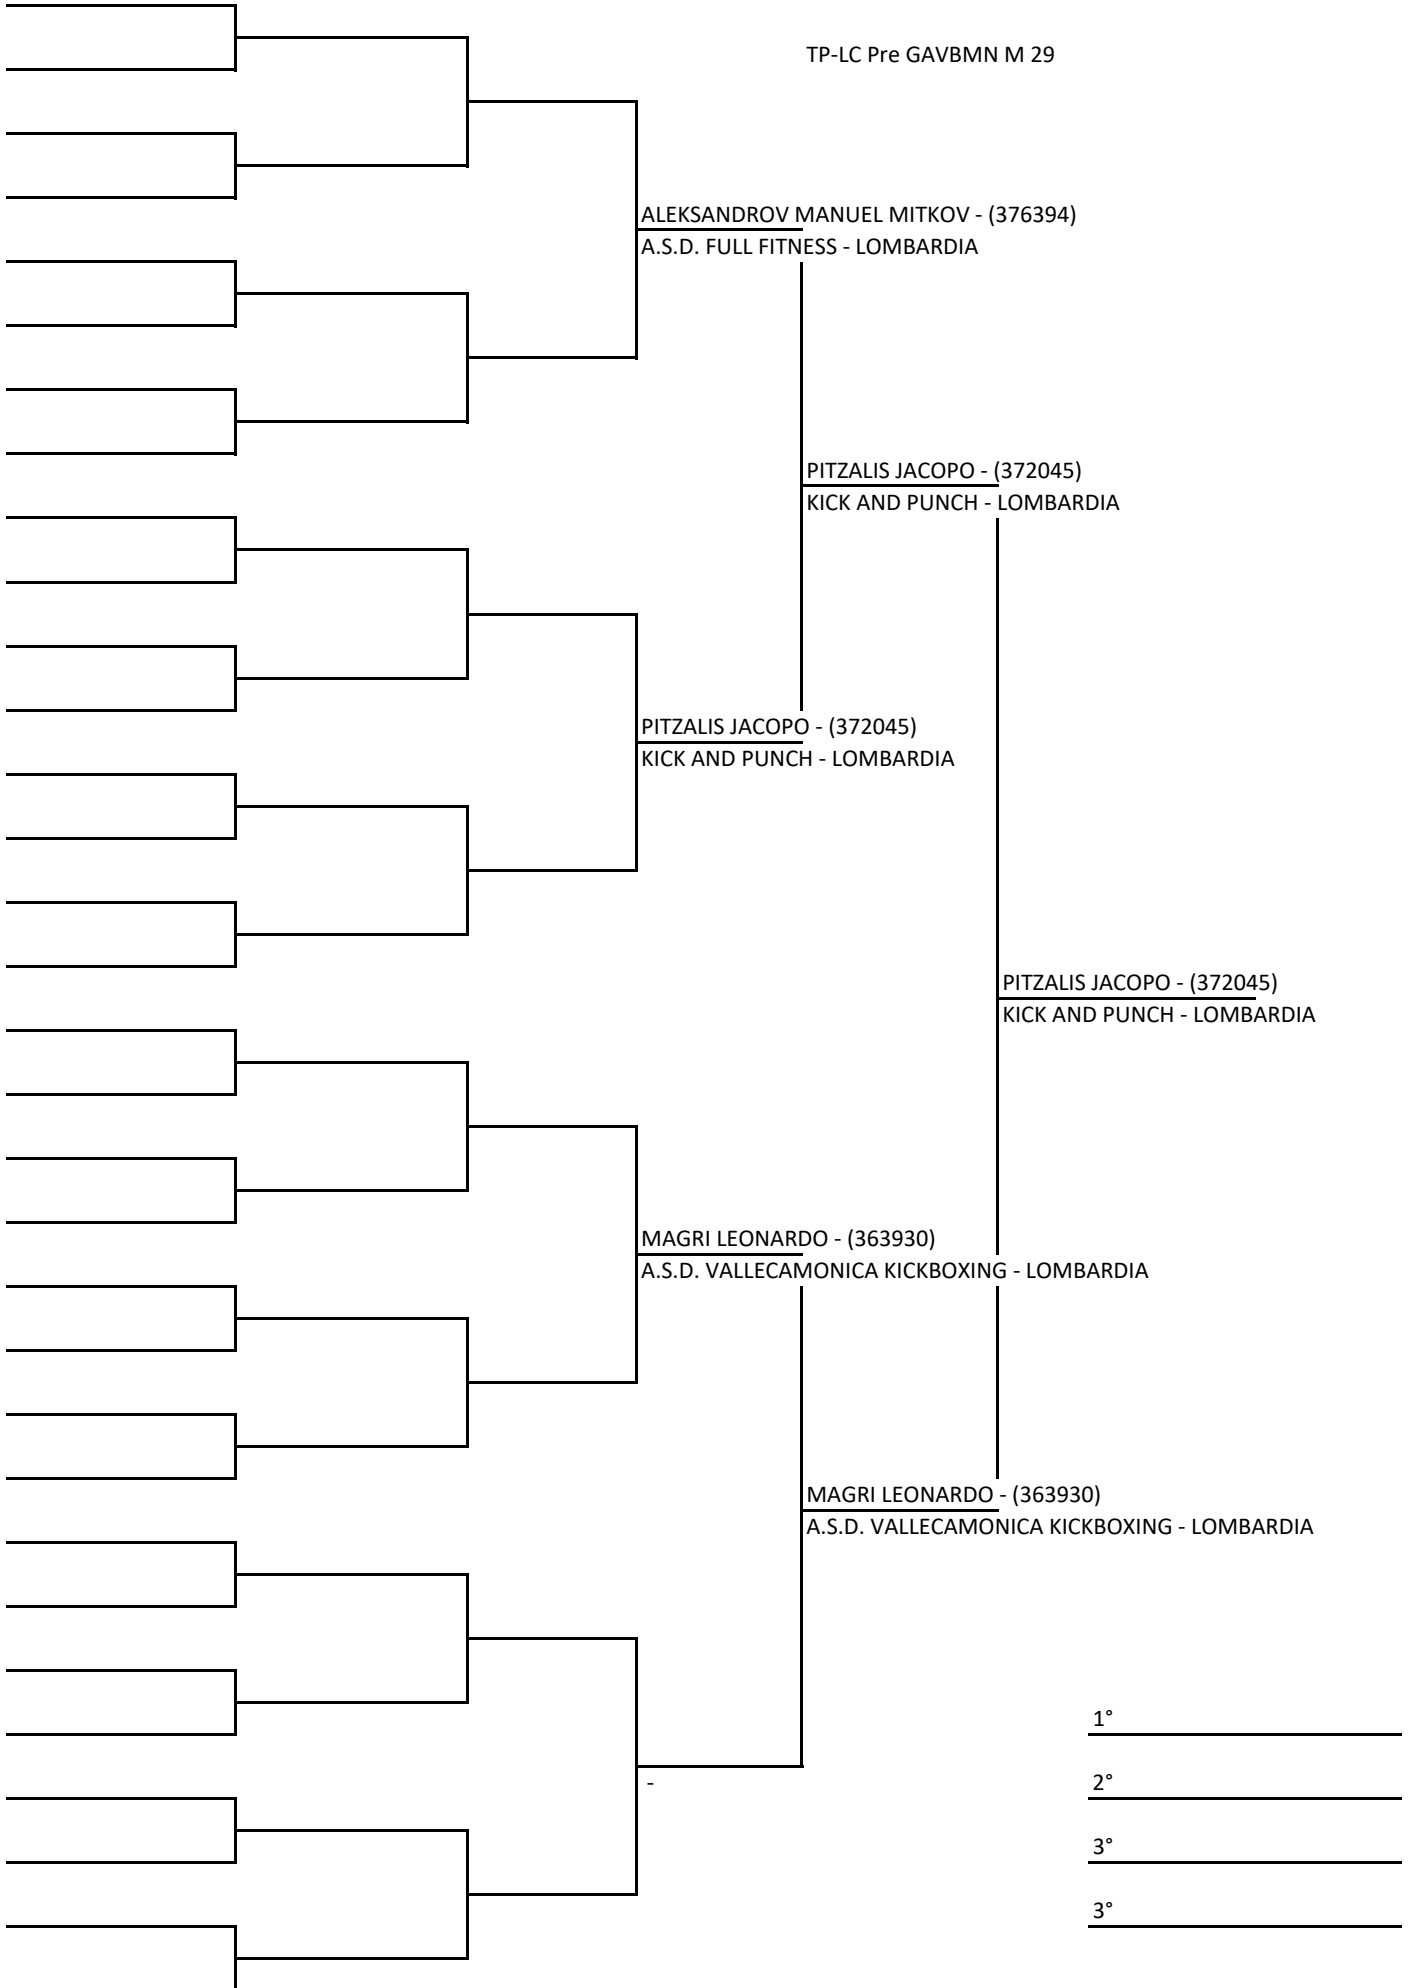 TP-LC Pre GAVBMN M 29
ALEKSANDROV MANUEL MITKOV - (376394)
A.S.D. FULL FITNESS - LOMBARDIA
PITZALIS JACOPO - (372045)
KICK AND PUNCH - LOMBARDIA
PITZALIS JACOPO - (372045)
KICK AND PUNCH - LOMBARDIA
PITZALIS JACOPO - (372045)
KICK AND PUNCH - LOMBARDIA
MAGRI LEONARDO - (363930)
A.S.D. VALLECAMONICA KICKBOXING - LOMBARDIA
MAGRI LEONARDO - (363930)
A.S.D. VALLECAMONICA KICKBOXING - LOMBARDIA
1°
-
2°
3°
3°